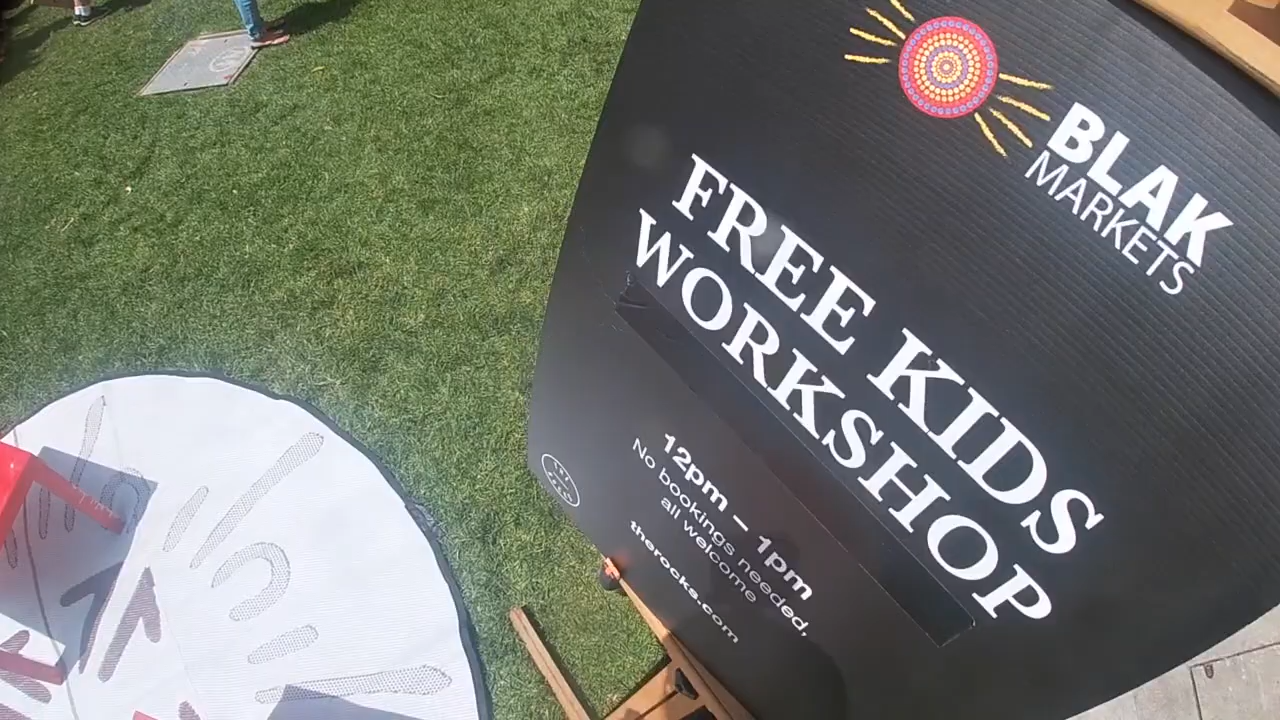 BLAK
MARKETS
FREE KIDS
WORKSHOP
12pm – 1pm
No bookings needed,
all welcome
therocks.com